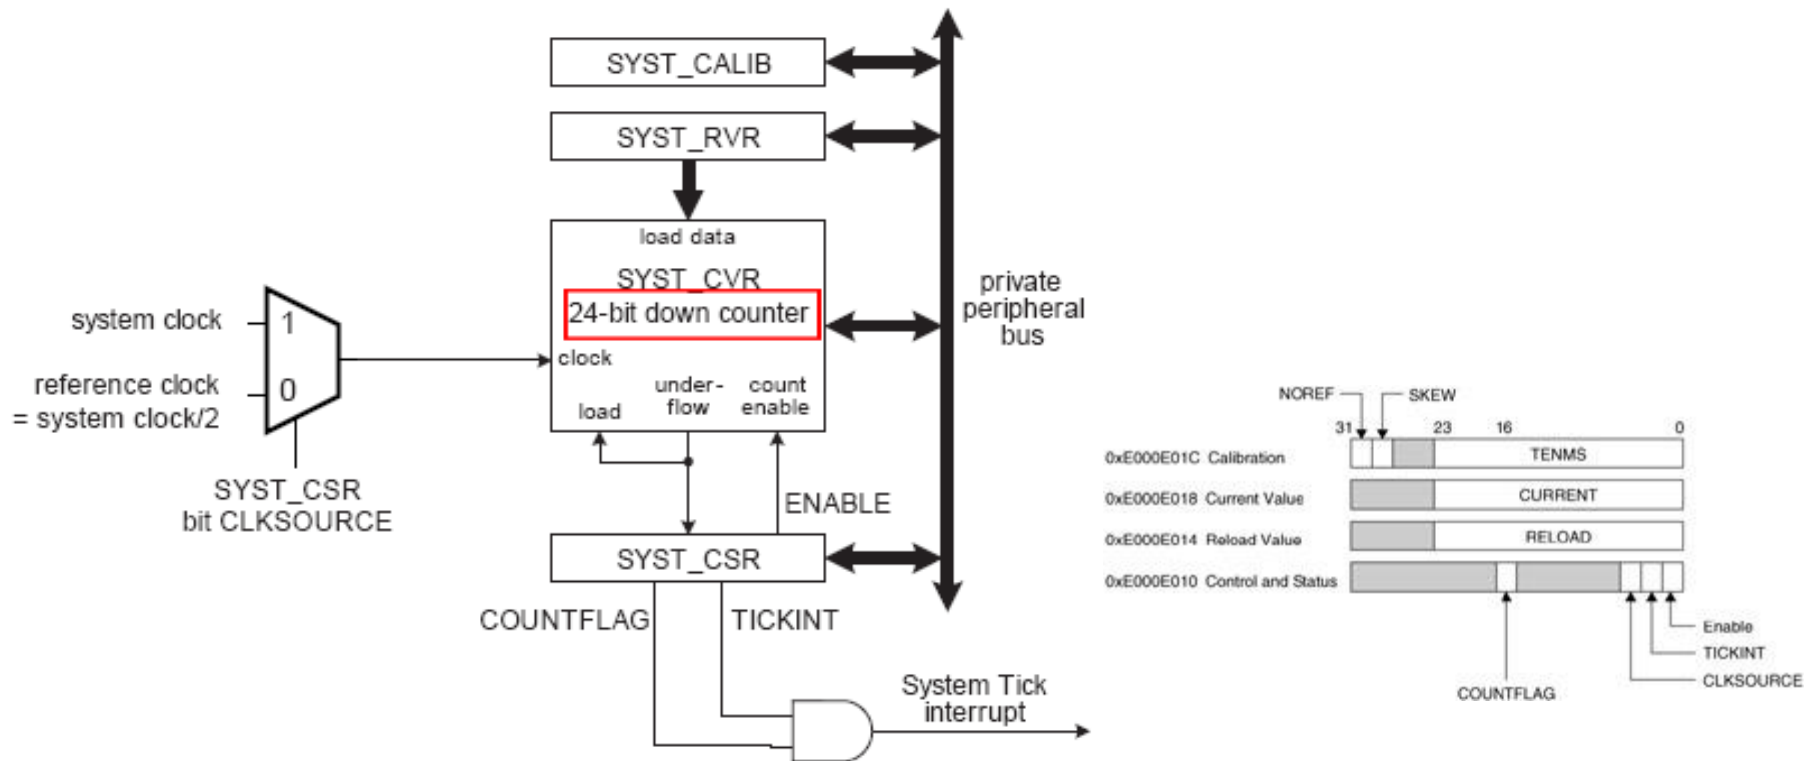 SYST_CALIB
SYST_RVR
load data
SYST_CVR
24-bit down counter
clock
load
under-
flow
count
enable
system clock
1
reference clock
= system clock/2
0
SYST_CSR
bit CLKSOURCE
private
peripheral
bus
ENABLE
SYST_CSR
COUNTFLAG
TICKINT
System Tick
interrupt
NOREF
SKEW
31 23 16 0
0xE000E01C Calibration TENMS
0xE000E018 Current Value CURRENT
0xE000E014 Reload Value RELOAD
0xE000E010 Control and Status
Enable
TICKINT
CLKSOURCE
COUNTFLAG